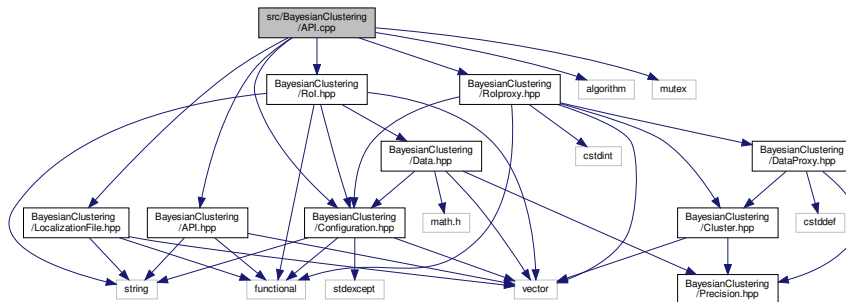 src/BayesianClustering
/API.cpp
BayesianClustering
/RoI.hpp
BayesianClustering
/RoIproxy.hpp
algorithm
mutex
BayesianClustering
/Data.hpp
cstdint
BayesianClustering
/DataProxy.hpp
BayesianClustering
/LocalizationFile.hpp
BayesianClustering
/API.hpp
BayesianClustering
/Configuration.hpp
math.h
BayesianClustering
/Cluster.hpp
cstddef
string
functional
stdexcept
vector
BayesianClustering
/Precision.hpp